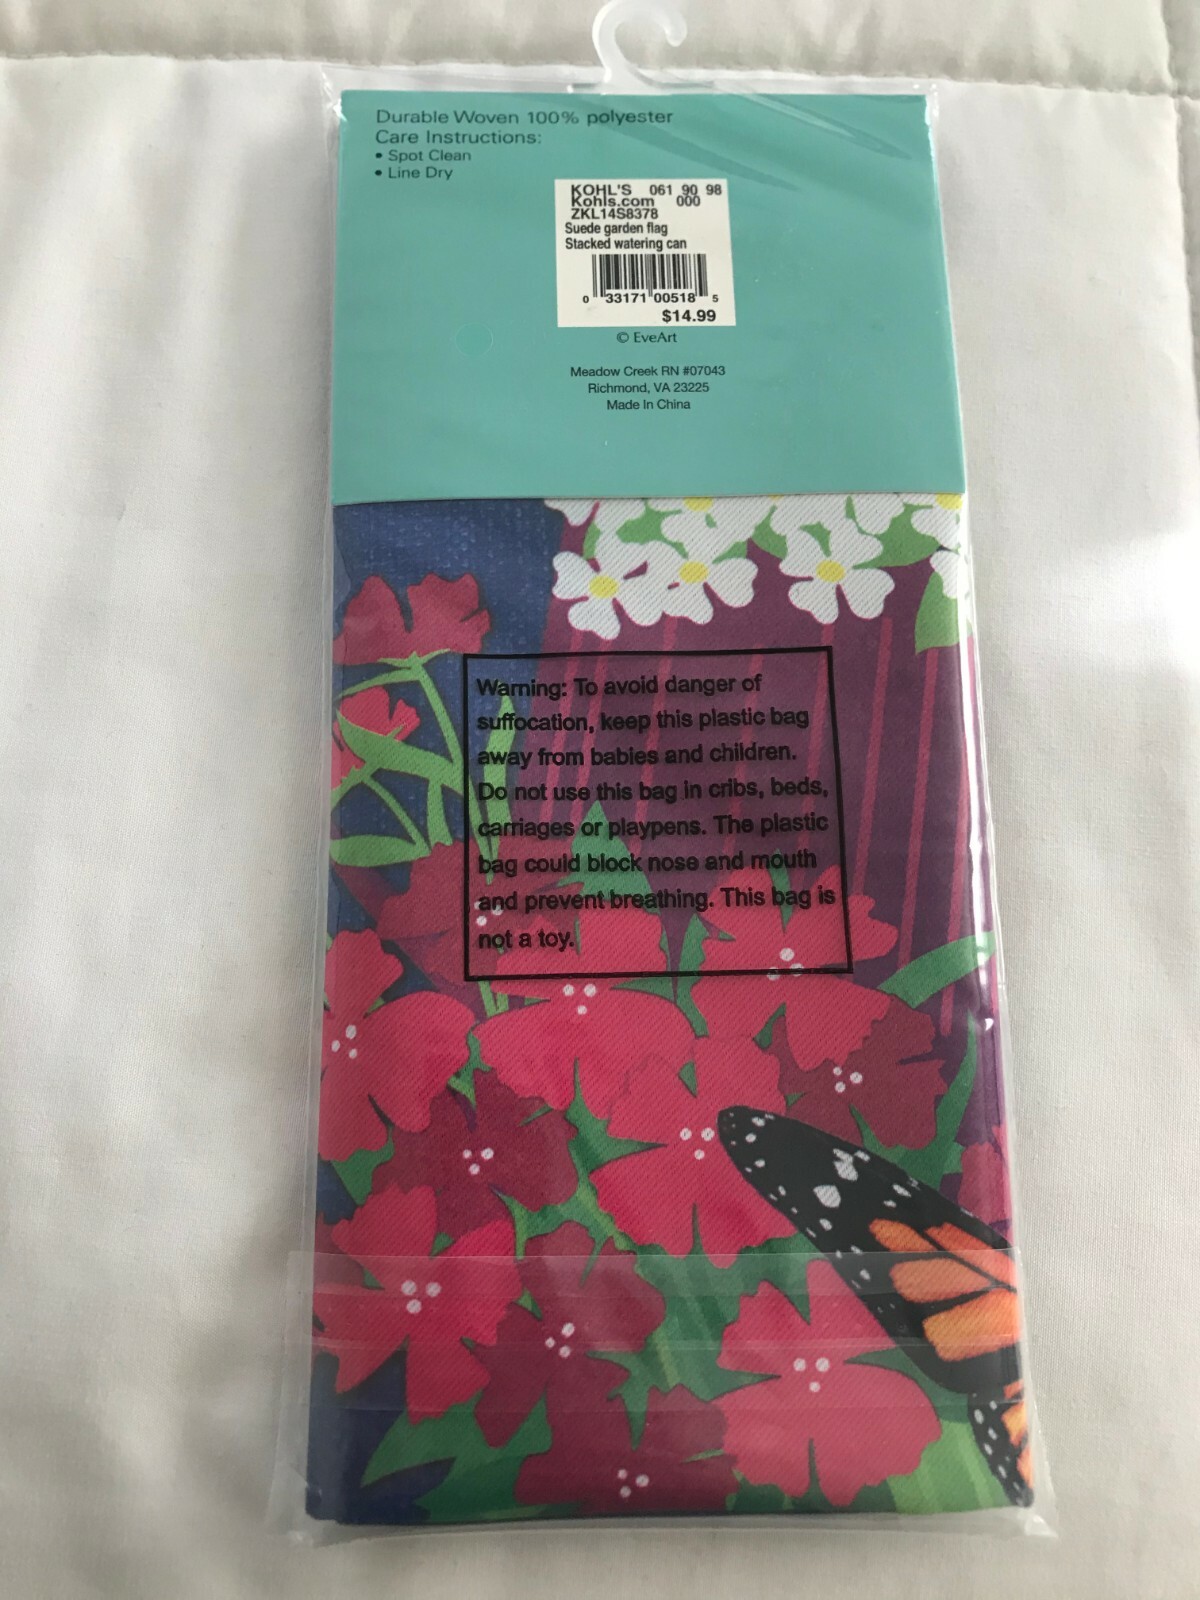 Durable Woven 100% polyester
Care Instructions:
• Spot Clean
• Line Dry
KOHL'S 061 90 98
Kohls.com 000
ZKL14S8378
Suede garden flag
Stacked watering can
0 33171 00518 5
$14.99
© EveArt
Meadow Creek RN #07043
Richmond, VA 23225
Made In China
Warning: To avoid danger of
suffocation, keep this plastic bag
away from babies and children.
Do not use this bag in cribs, beds,
carriages or playpens. The plastic
bag could block nose and mouth
and prevent breathing. This bag is
not a toy.